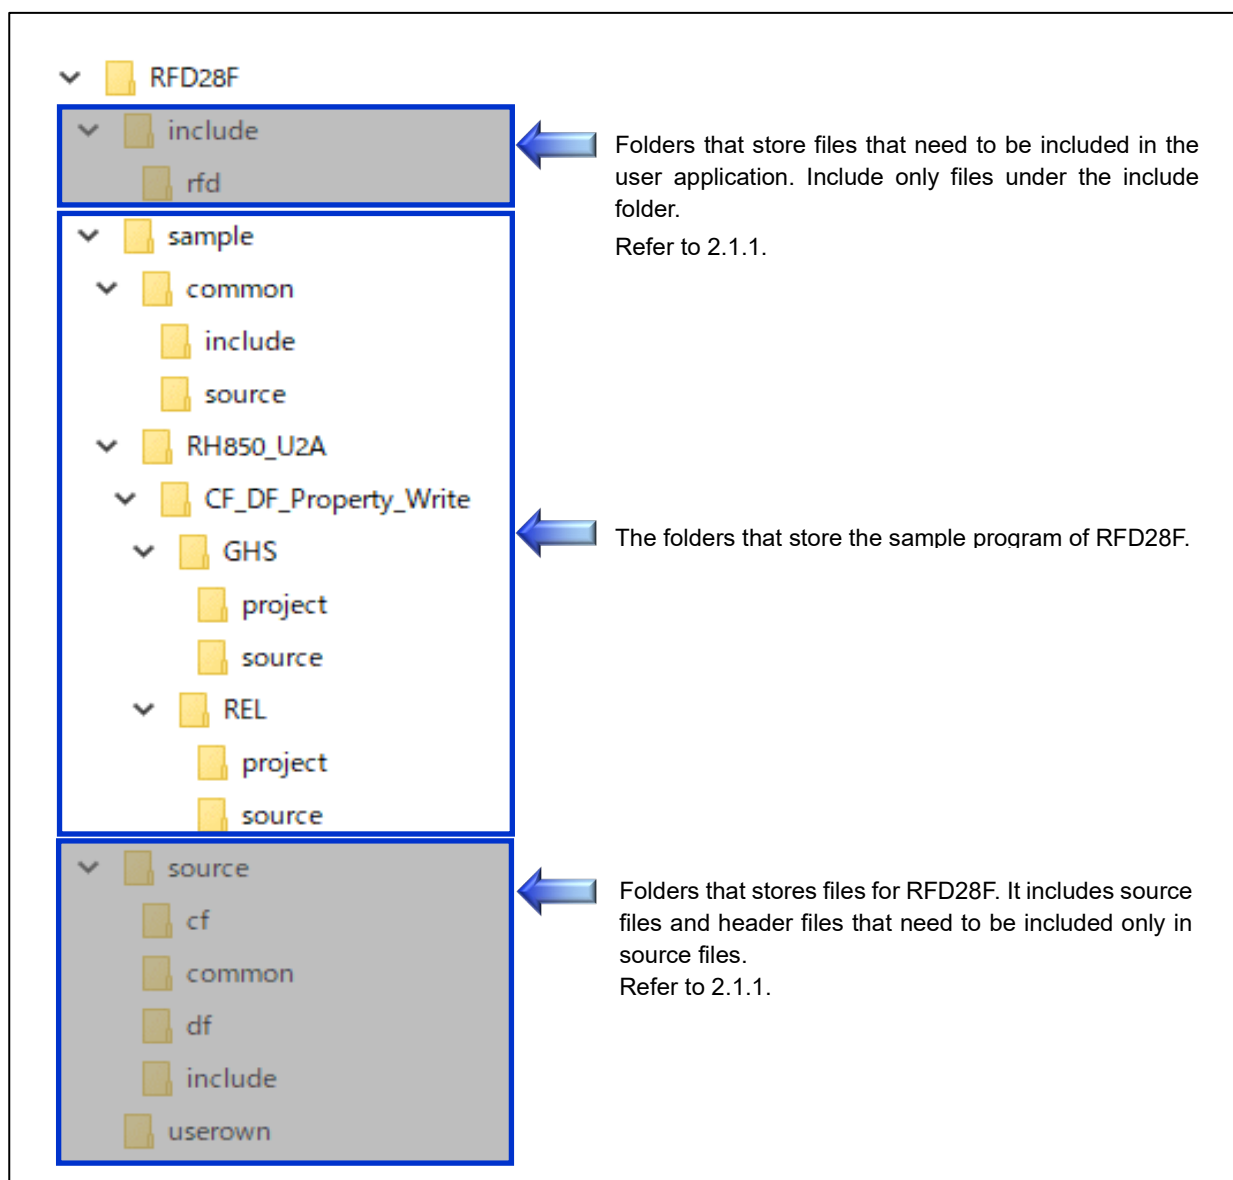 RFD28F
include
rfd
Folders that store files that need to be included in the
user application. Include only files under the include
folder.
Refer to 2.1.1.
sample
common
include
source
RH850_U2A
CF_DF_Property_Write
GHS
project
source
REL
project
source
The folders that store the sample program of RFD28F.
source
cf
common
df
include
userown
Folders that stores files for RFD28F. It includes source
files and header files that need to be included only in
source files.
Refer to 2.1.1.